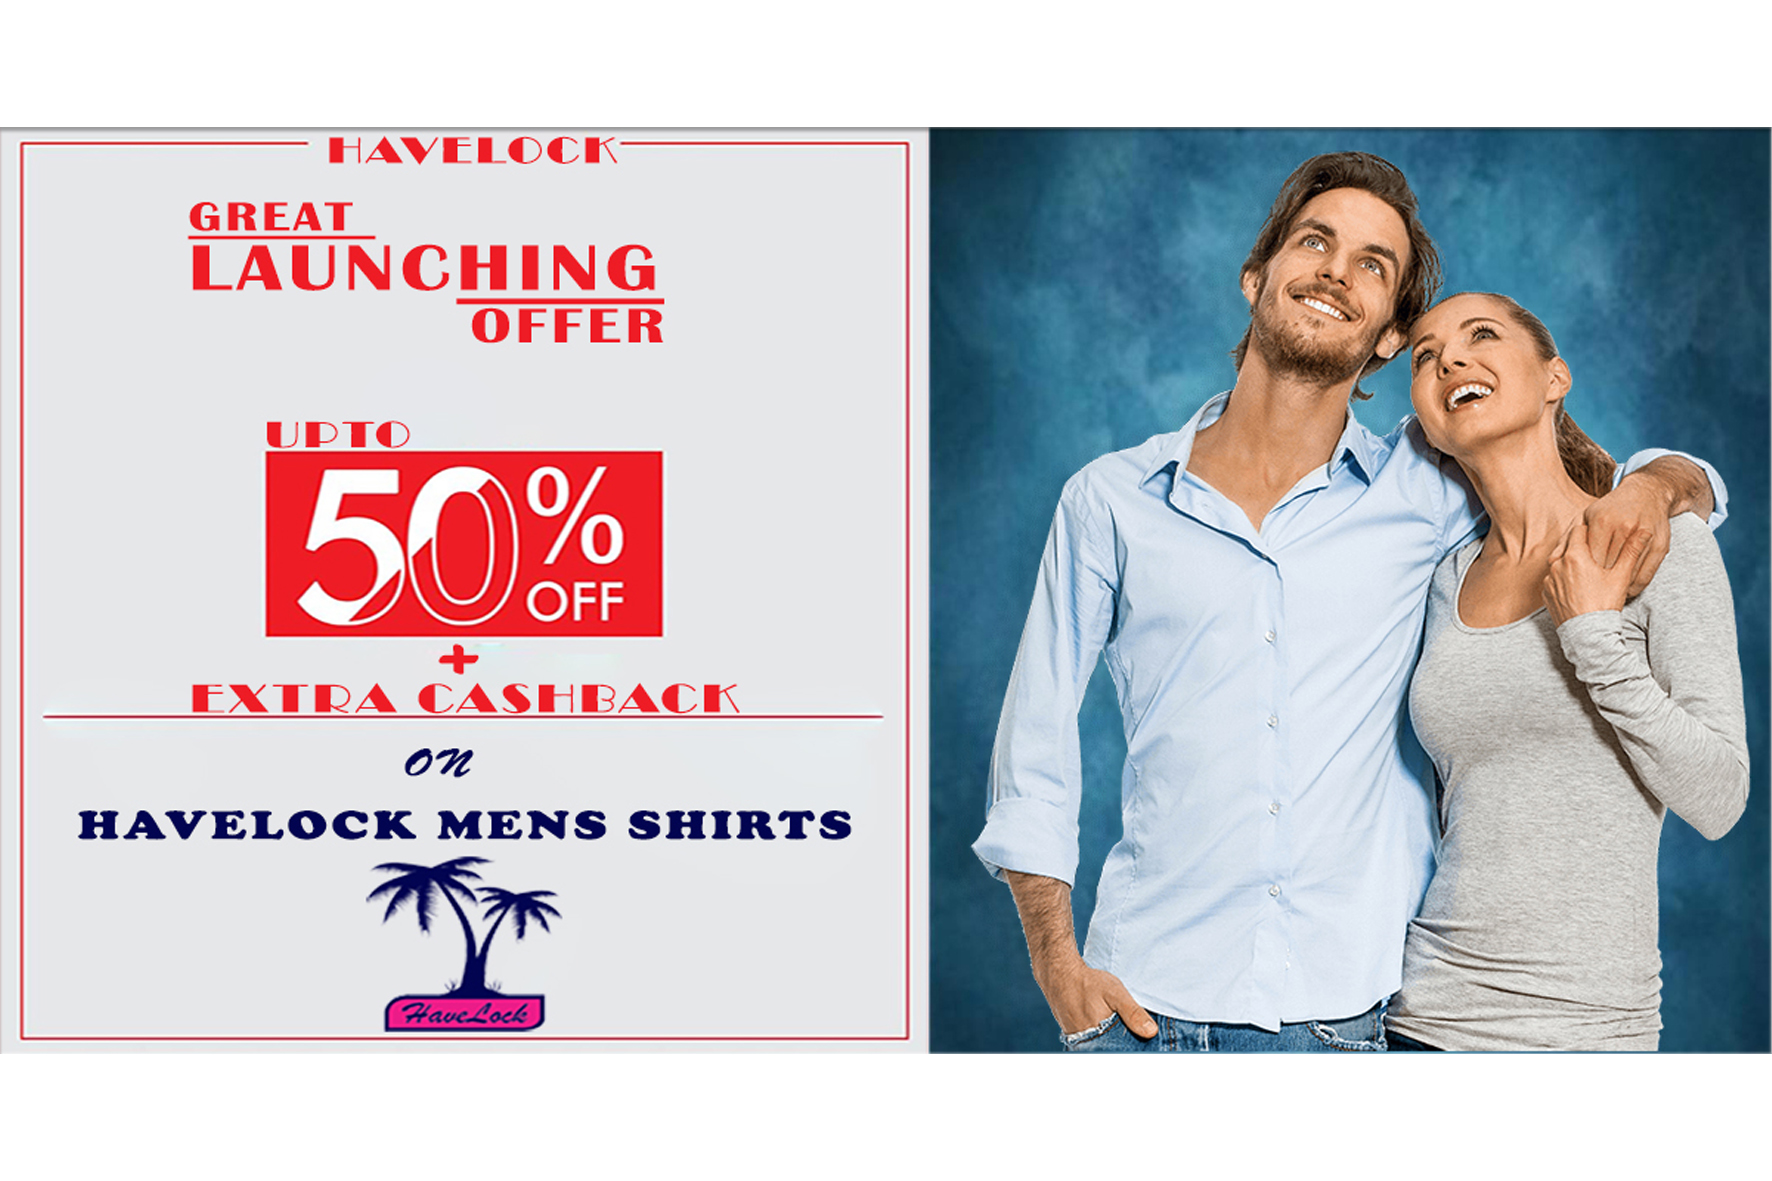 HAVELOCK
GREAT
LAUNCHING
OFFER
UPTO
50%
OFF
+
EXTRA CASHBACK
ON
HAVELOCK MENS SHIRTS
HaveLock